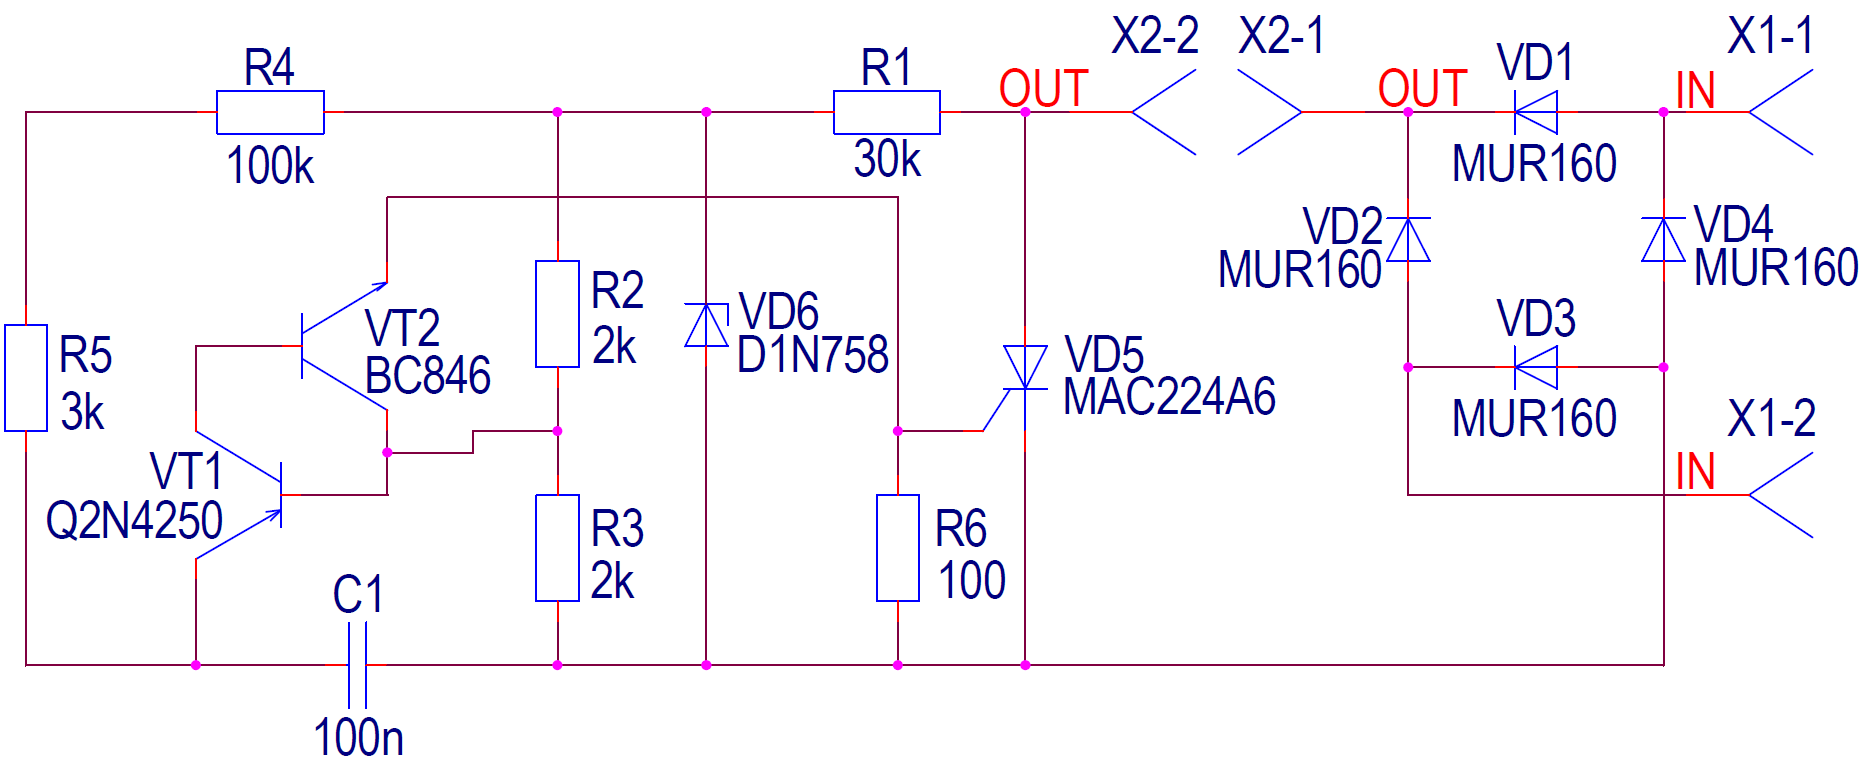 X2-2
X2-1
X1-1
R4
R1
OUT
OUT
VD1
IN
100k
30k
MUR160
VD2
MUR160
VD4
MUR160
R2
2k
VD6
D1N758
VT2
BC846
VD3
R5
3k
VD5
MAC224A6
MUR160
X1-2
VT1
Q2N4250
IN
R3
2k
R6
100
C1
100n